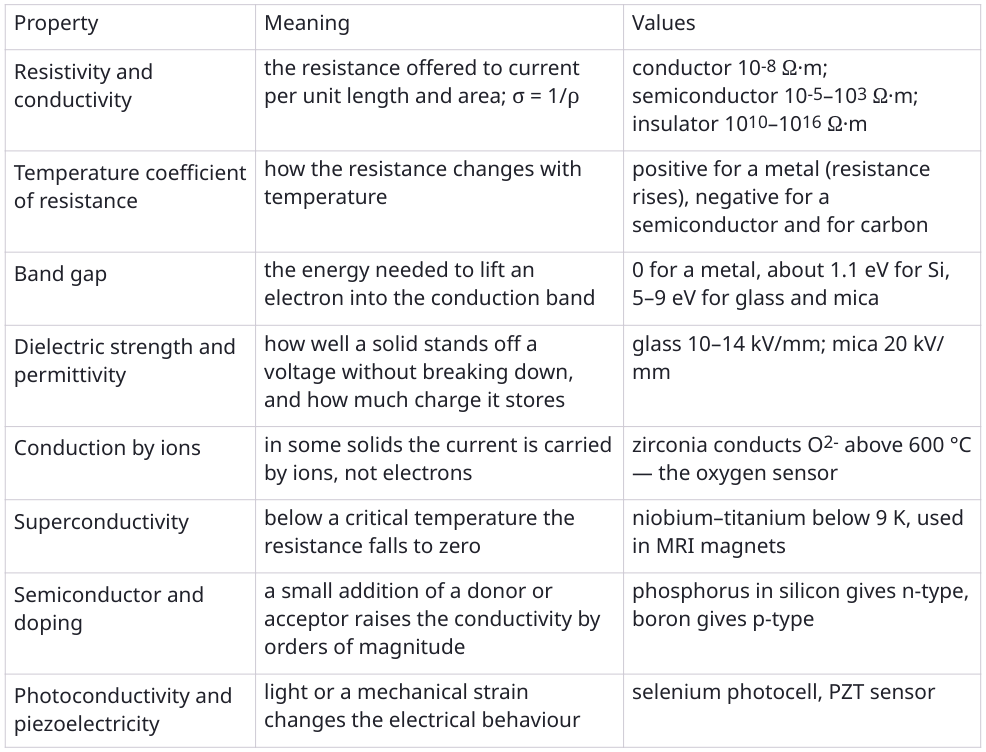 Property
Meaning
Values
Resistivity and
conductivity
the resistance offered to current
per unit length and area; σ = 1/ρ
conductor 10-8 Ω·m;
semiconductor 10-5–103 Ω·m;
insulator 1010–1016 Ω·m
Temperature coefficient
of resistance
how the resistance changes with
temperature
positive for a metal (resistance
rises), negative for a
semiconductor and for carbon
Band gap
the energy needed to lift an
electron into the conduction band
0 for a metal, about 1.1 eV for Si,
5–9 eV for glass and mica
Dielectric strength and
permittivity
how well a solid stands off a
voltage without breaking down,
and how much charge it stores
glass 10–14 kV/mm; mica 20 kV/
mm
Conduction by ions
in some solids the current is carried
by ions, not electrons
zirconia conducts O2- above 600 °C
— the oxygen sensor
Superconductivity
below a critical temperature the
resistance falls to zero
niobium–titanium below 9 K, used
in MRI magnets
Semiconductor and
doping
a small addition of a donor or
acceptor raises the conductivity by
orders of magnitude
phosphorus in silicon gives n-type,
boron gives p-type
Photoconductivity and
piezoelectricity
light or a mechanical strain
changes the electrical behaviour
selenium photocell, PZT sensor